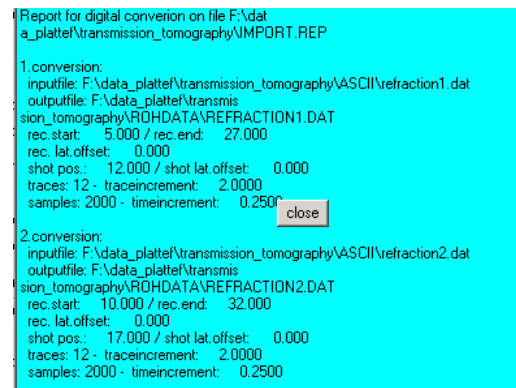 Report for digital converion on file F:\dat
a_plattef\transmission_tomography\IMPORT.REP
1.conversion:
inputfile: F:\data_plattef\transmission_tomography\ASCII\refraction1.dat
outputfile: F:\data_plattef\transmis
sion_tomography\ROHDATA\REFRACTION1.DAT
rec.start: 5.000 / rec.end: 27.000
rec. lat.offset: 0.000
shot pos.: 12.000 / shot lat.offset: 0.000
traces: 12 - traceincrement: 2.0000
samples: 2000 - timeincrement: 0.2500
close
2.conversion:
inputfile: F:\data_plattef\transmission_tomography\ASCII\refraction2.dat
outputfile: F:\data_plattef\transmis
sion_tomography\ROHDATA\REFRACTION2.DAT
rec.start: 10.000 / rec.end: 32.000
rec. lat.offset: 0.000
shot pos.: 17.000 / shot lat.offset: 0.000
traces: 12 - traceincrement: 2.0000
samples: 2000 - timeincrement: 0.2500